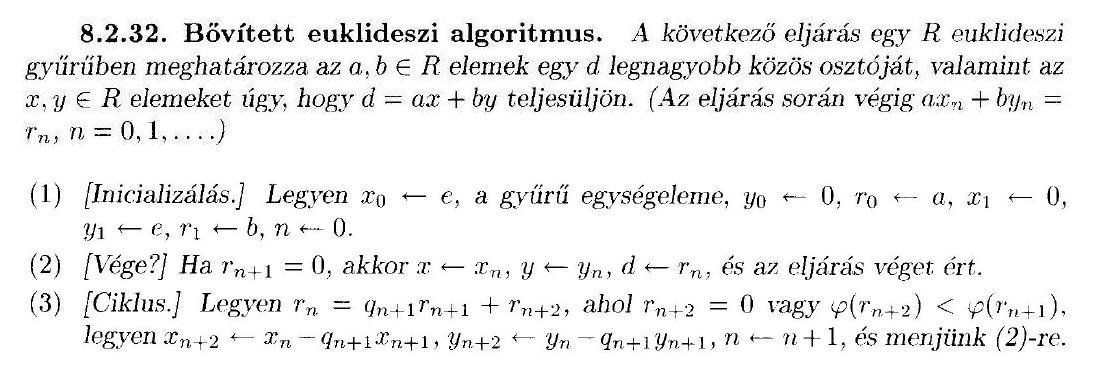 8.2.32. Bővített euklideszi algoritmus. A következő eljárás egy R euklideszi
gyűrűben meghatározza az a, b ∈ R elemek egy d legnagyobb közös osztóját, valamint az
x, y ∈ R elemeket úgy, hogy d = ax + by teljesüljön. (Az eljárás során végig axₙ + byₙ =
rₙ, n = 0, 1, . . . .)
(1) [Inicializálás.] Legyen x₀ ← e, a gyűrű egységeleme, y₀ ← 0, r₀ ← a, x₁ ← 0,
y₁ ← e, r₁ ← b, n ← 0.
(2) [Vége?] Ha rₙ₊₁ = 0, akkor x ← xₙ, y ← yₙ, d ← rₙ, és az eljárás véget ért.
(3) [Ciklus.] Legyen rₙ = qₙ₊₁rₙ₊₁ + rₙ₊₂, ahol rₙ₊₂ = 0 vagy φ(rₙ₊₂) < φ(rₙ₊₁),
legyen xₙ₊₂ ← xₙ − qₙ₊₁xₙ₊₁, yₙ₊₂ ← yₙ − qₙ₊₁yₙ₊₁, n ← n + 1, és menjünk (2)-re.